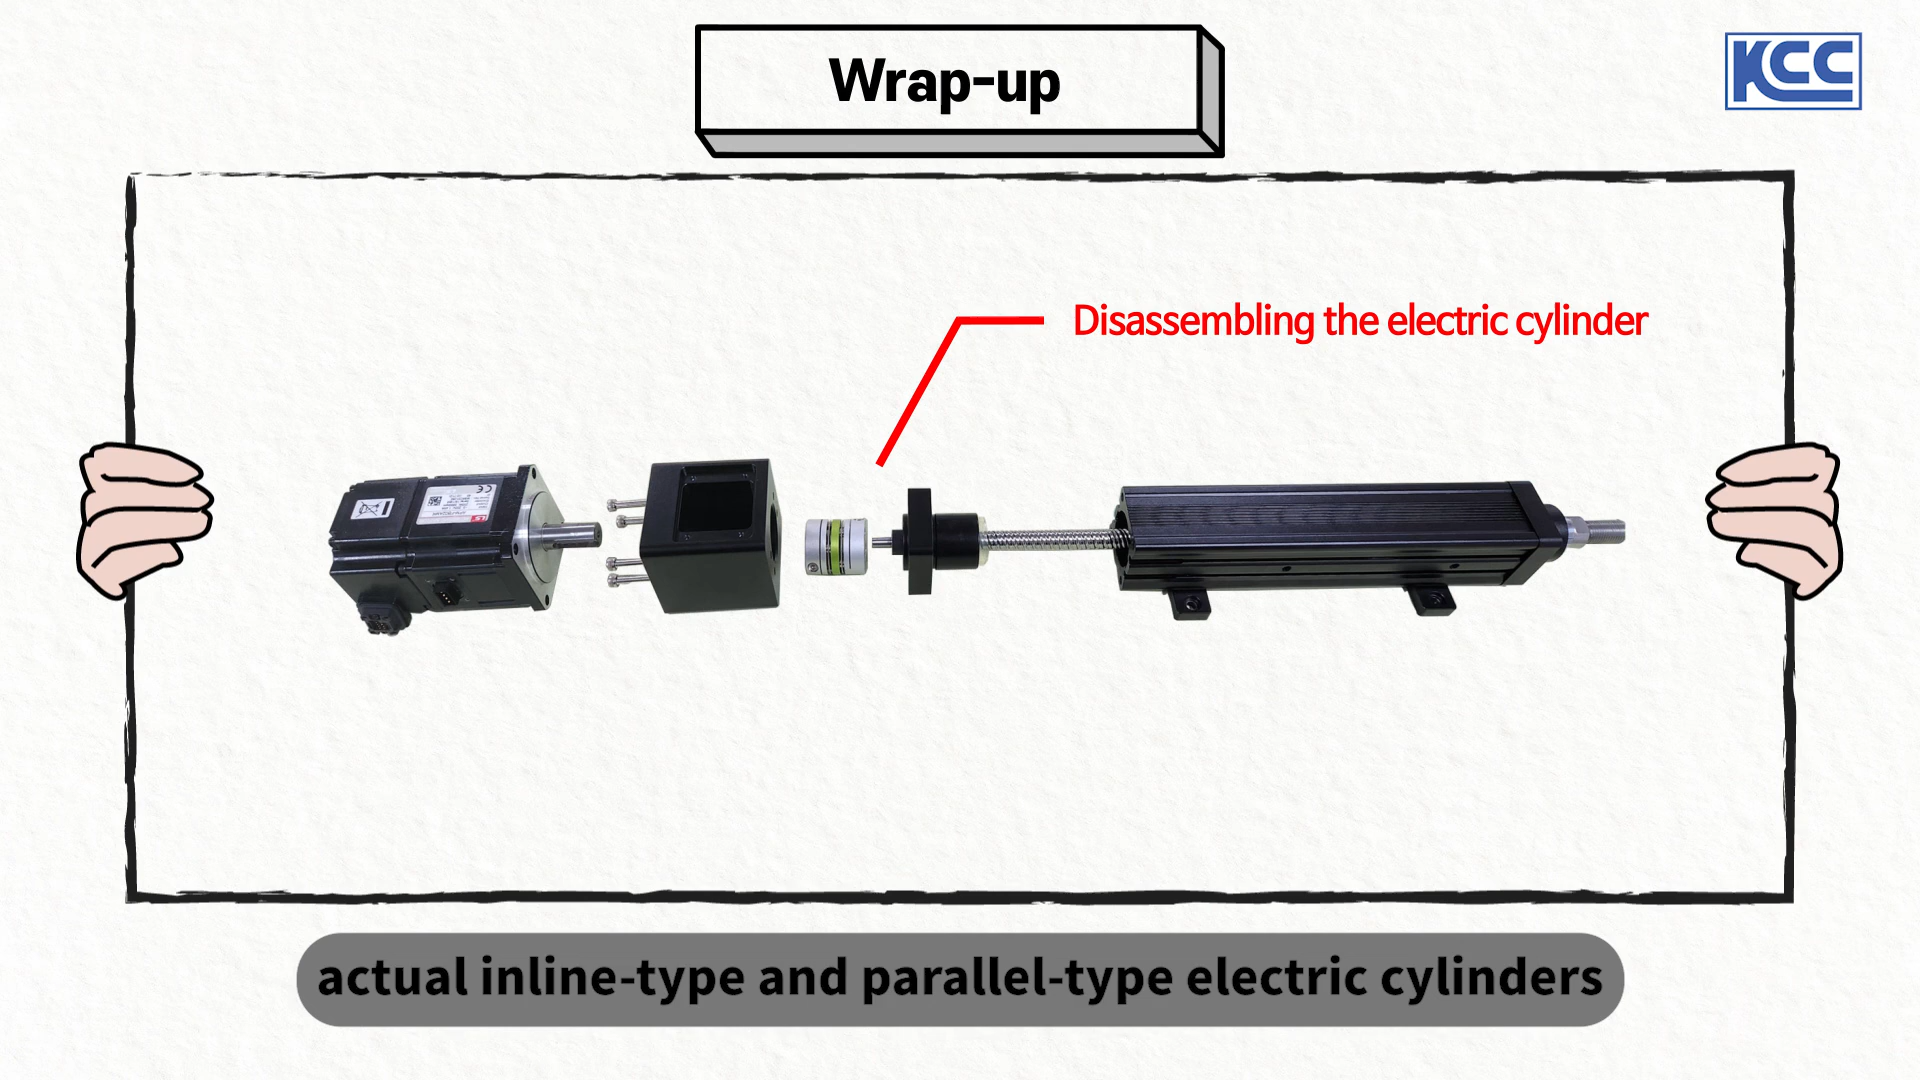 Wrap-up
KCC
Disassembling the electric cylinder
actual inline-type and parallel-type electric cylinders